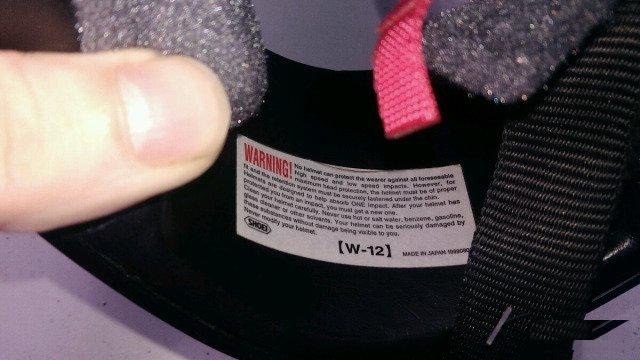 WARNING! No helmet can protect the wearer against all foreseeable
high speed and low speed impacts. However, for
maximum head protection, the helmet must be of proper
fit and the retention system must be securely fastened under the chin.
Helmets are designed to help absorb ONE impact. After your helmet has
protected you from an impact, you must get a new one.
Clean your helmet carefully. Never use hot or salt water, benzene, gasoline,
glass cleaner or other solvents. Your helmet can be seriously damaged by
these substances without damage being visible to you.
Never modify your helmet.
SHOEI
【W-12】 MADE IN JAPAN